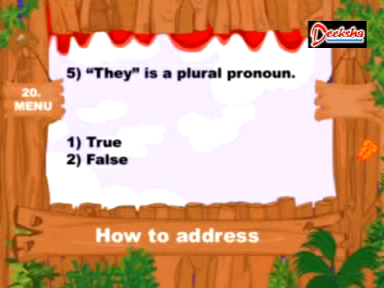 Deeksha
5) “They” is a plural pronoun.
20.
MENU
1) True
2) False
How to address